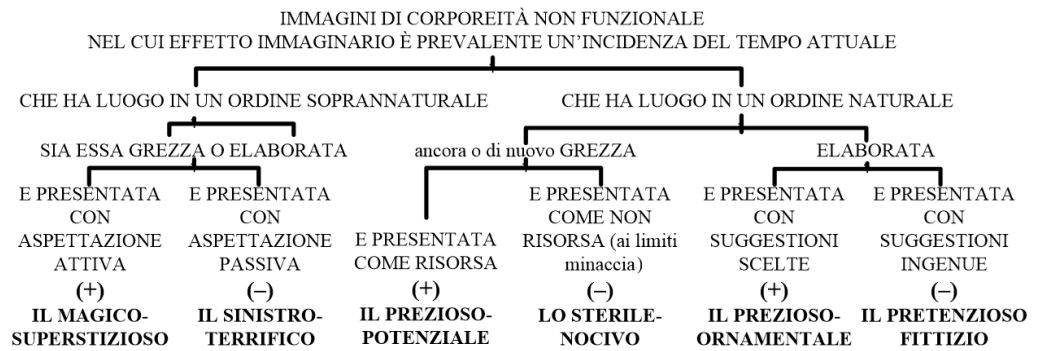 IMMAGINI DI CORPOREITÀ NON FUNZIONALE
NEL CUI EFFETTO IMMAGINARIO È PREVALENTE UN'INCIDENZA DEL TEMPO ATTUALE
CHE HA LUOGO IN UN ORDINE SOPRANNATURALE
CHE HA LUOGO IN UN ORDINE NATURALE
SIA ESSA GREZZA O ELABORATA
ancora o di nuovo GREZZA
ELABORATA
E PRESENTATA
CON
ASPETTAZIONE
ATTIVA
(+)
IL MAGICO-
SUPERSTIZIOSO
E PRESENTATA
CON
ASPETTAZIONE
PASSIVA
(–)
IL SINISTRO-
TERRIFICO
E PRESENTATA
COME RISORSA
(+)
IL PREZIOSO-
POTENZIALE
E PRESENTATA
COME NON
RISORSA (ai limiti
minaccia)
(–)
LO STERILE-
NOCIVO
E PRESENTATA
CON
SUGGESTIONI
SCELTE
(+)
IL PREZIOSO-
ORNAMENTALE
E PRESENTATA
CON
SUGGESTIONI
INGENUE
(–)
IL PRETENZIOSO
FITTIZIO